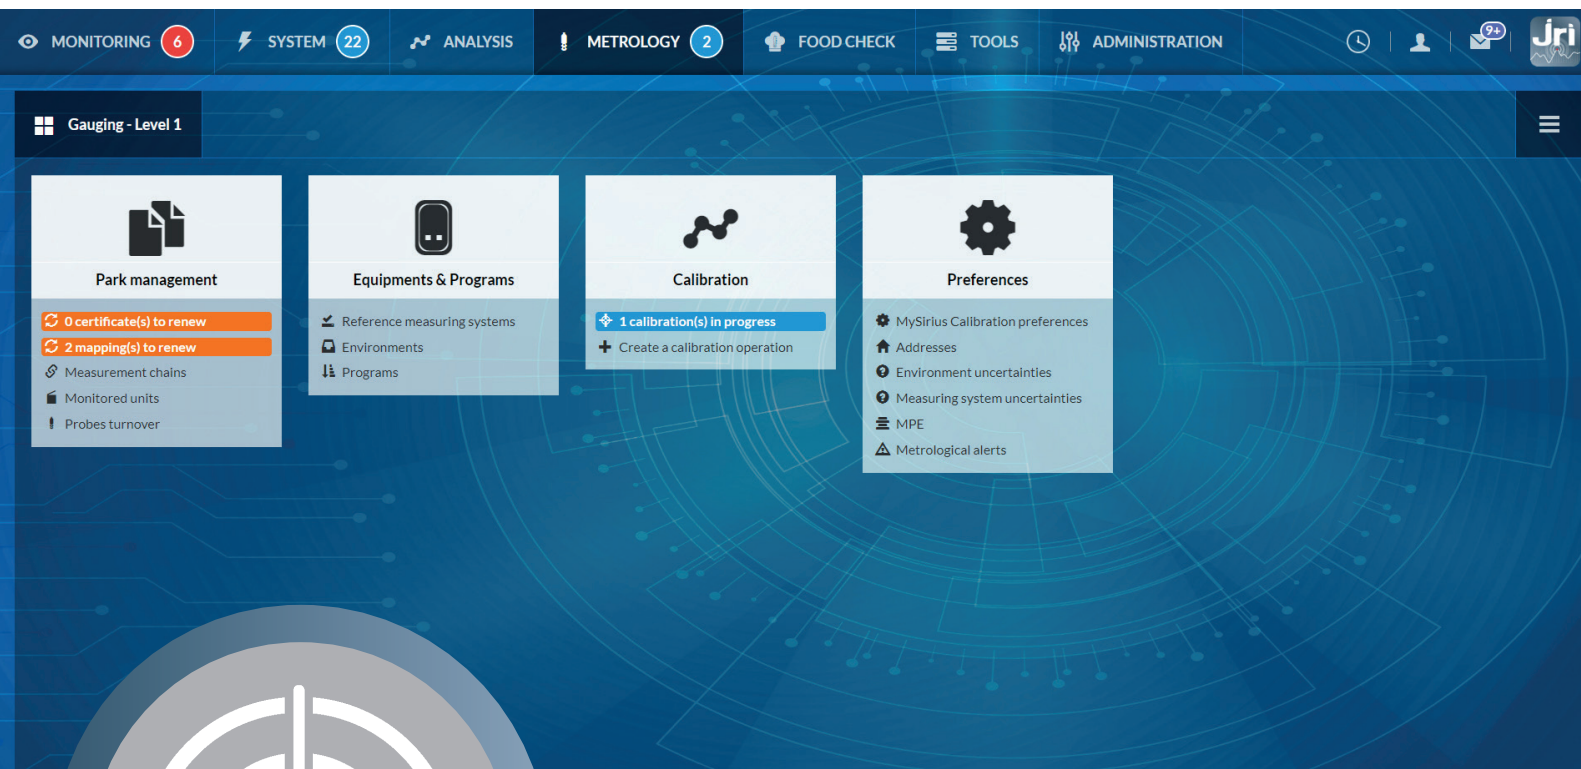 MONITORING 6 SYSTEM 22 ANALYSIS METROLOGY 2 FOOD CHECK TOOLS ADMINISTRATION 9+ Jri
Gauging - Level 1
Park management
0 certificate(s) to renew
2 mapping(s) to renew
Measurement chains
Monitored units
Probes turnover
Equipments & Programs
Reference measuring systems
Environments
Programs
Calibration
1 calibration(s) in progress
Create a calibration operation
Preferences
MySirius Calibration preferences
Addresses
Environment uncertainties
Measuring system uncertainties
MPE
Metrological alerts